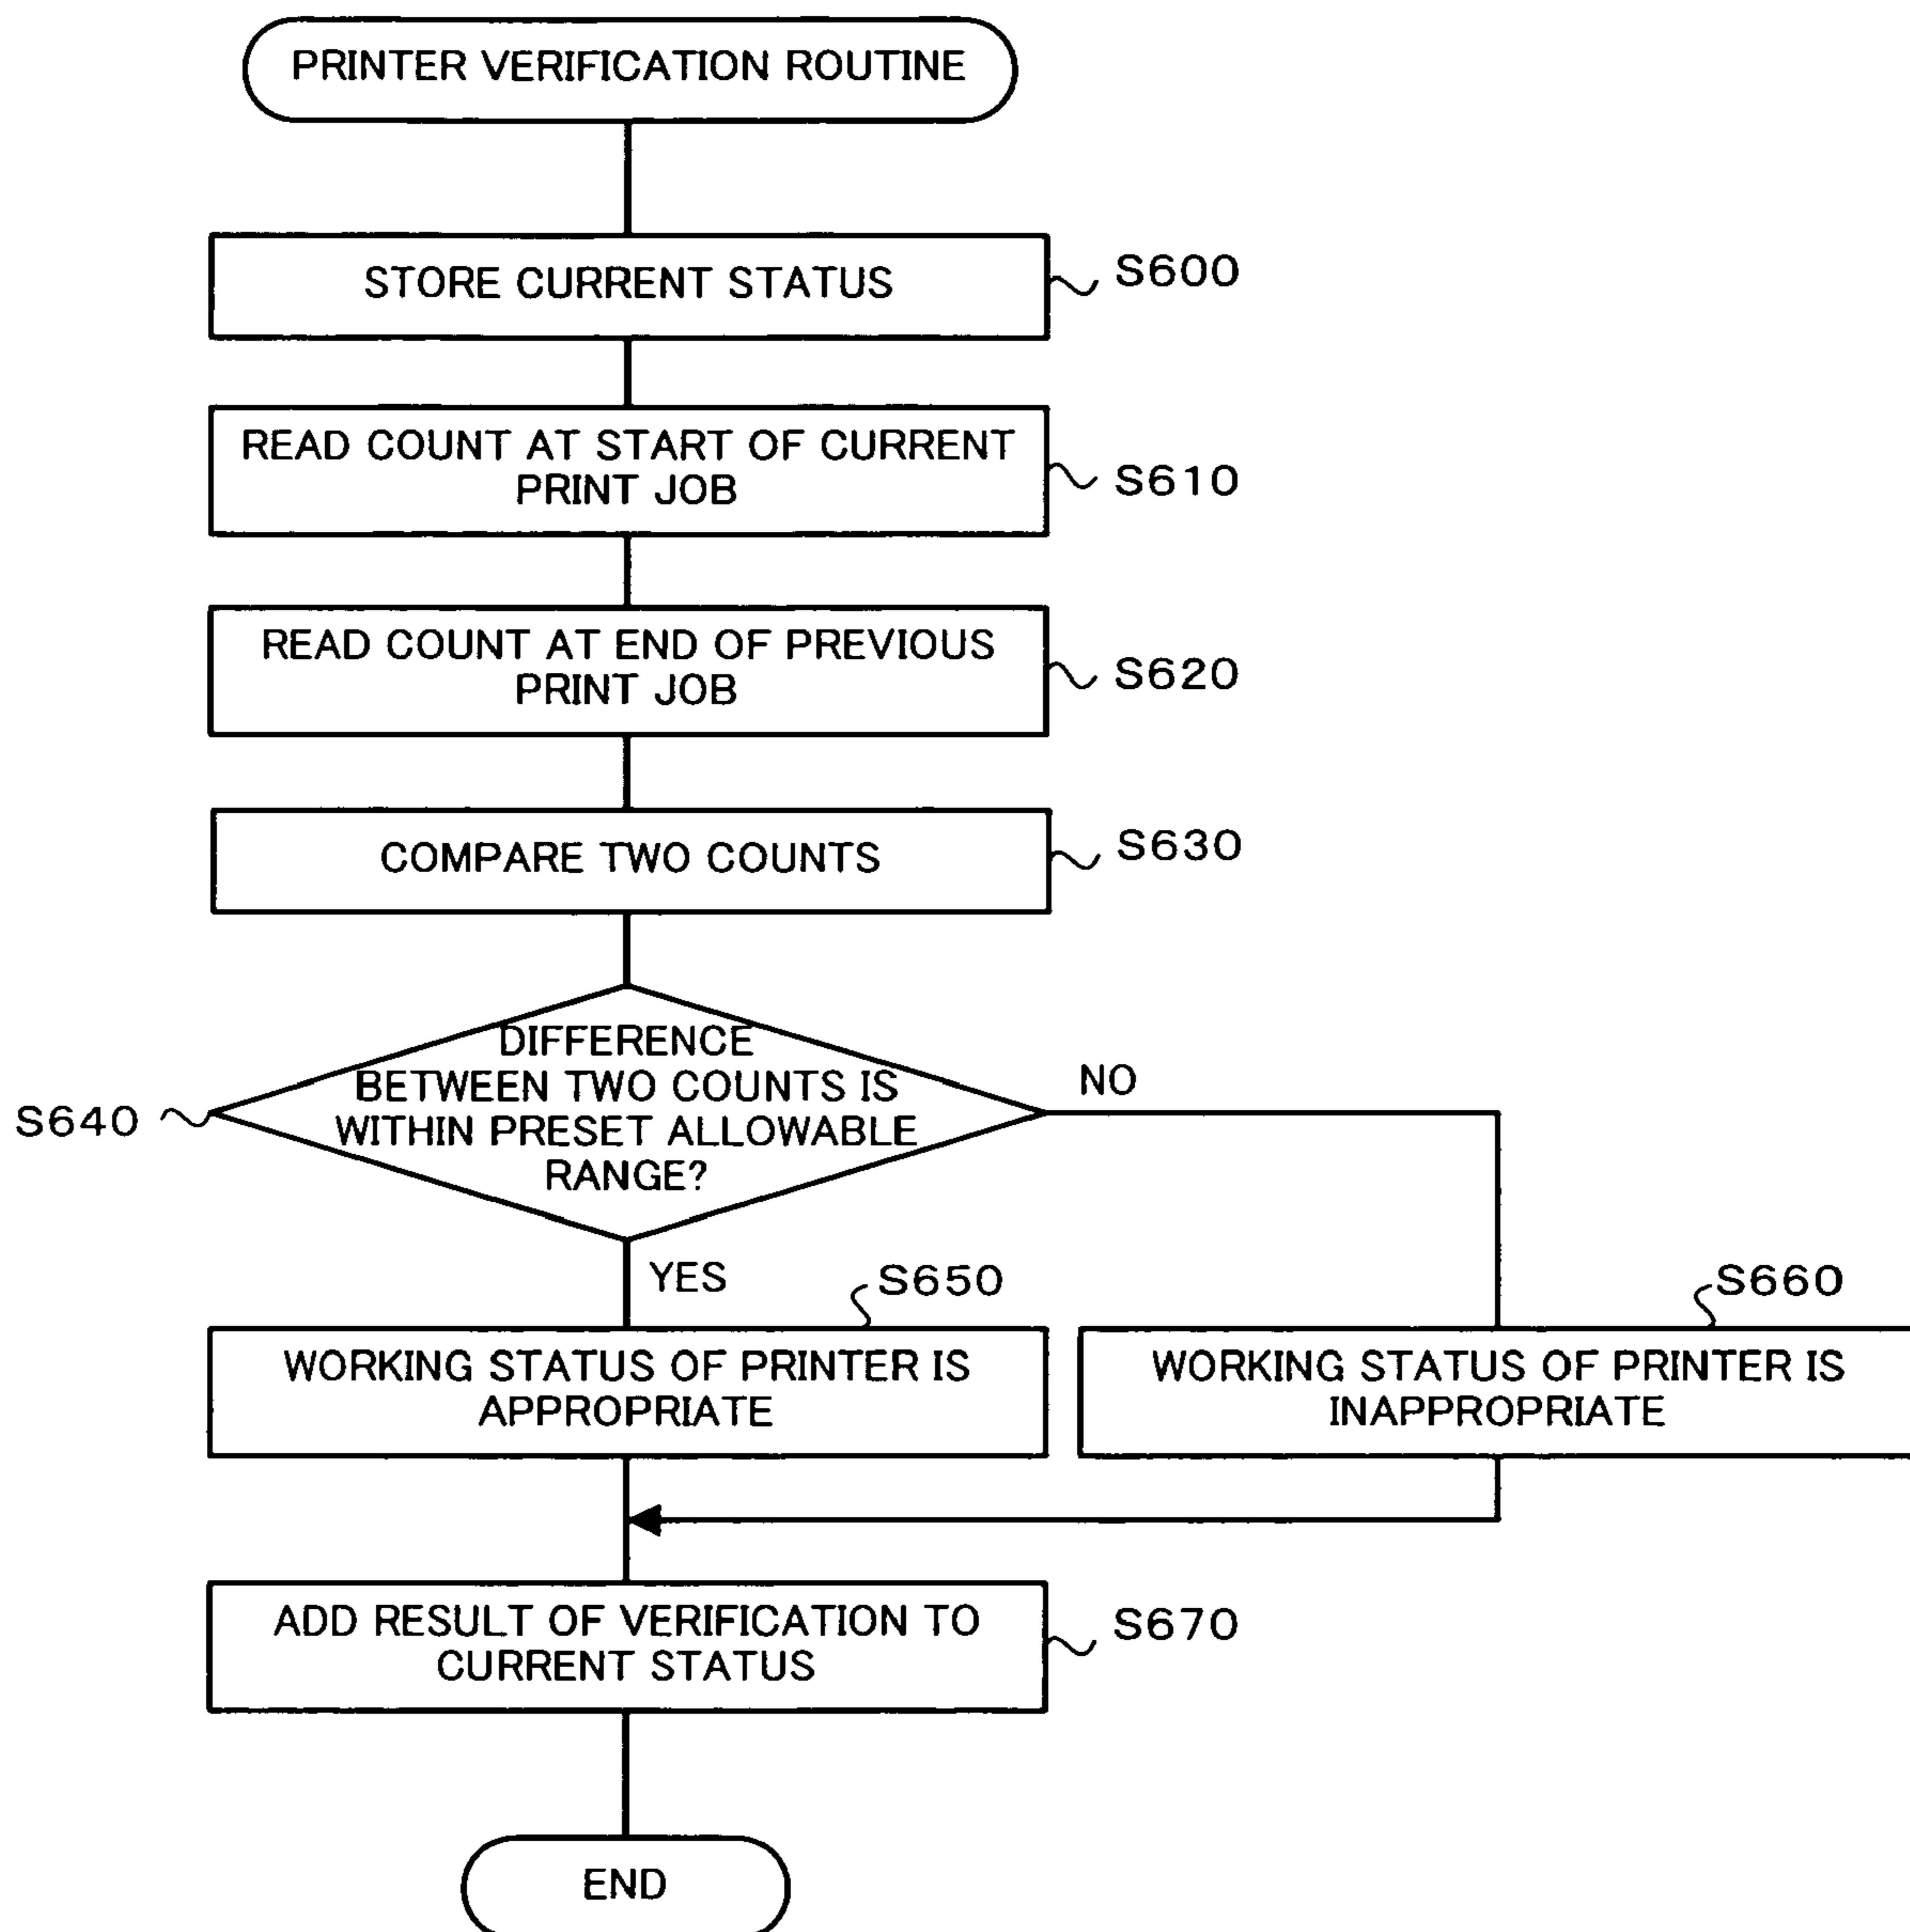 PRINTER VERIFICATION ROUTINE
STORE CURRENT STATUS
S600
READ COUNT AT START OF CURRENT
PRINT JOB
S610
READ COUNT AT END OF PREVIOUS
PRINT JOB
S620
COMPARE TWO COUNTS
S630
DIFFERENCE
BETWEEN TWO COUNTS IS
WITHIN PRESET ALLOWABLE
RANGE?
S640
NO
YES
S650
WORKING STATUS OF PRINTER IS
APPROPRIATE
S660
WORKING STATUS OF PRINTER IS
INAPPROPRIATE
ADD RESULT OF VERIFICATION TO
CURRENT STATUS
S670
END